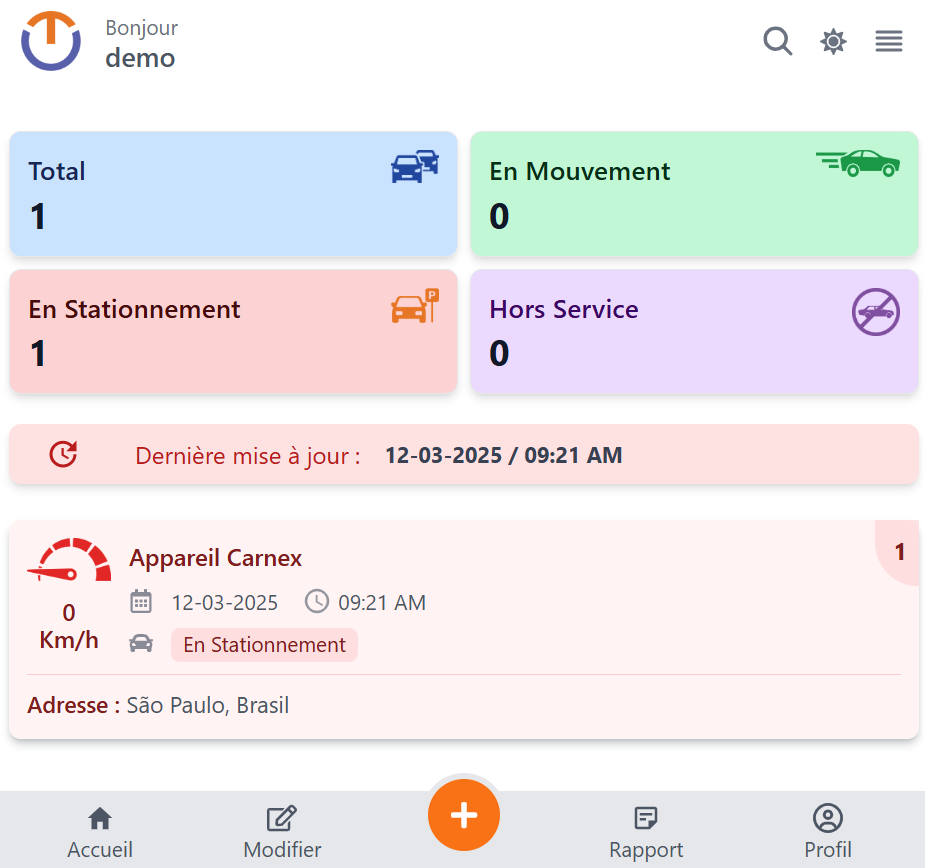 Bonjour
demo
Total
1
En Mouvement
0
En Stationnement
P
1
Hors Service
0
Dernière mise à jour : 12-03-2025 / 09:21 AM
Appareil Carnex
1
12-03-2025 09:21 AM
0
Km/h
En Stationnement
Adresse : São Paulo, Brasil
Accueil
Modifier
Rapport
Profil